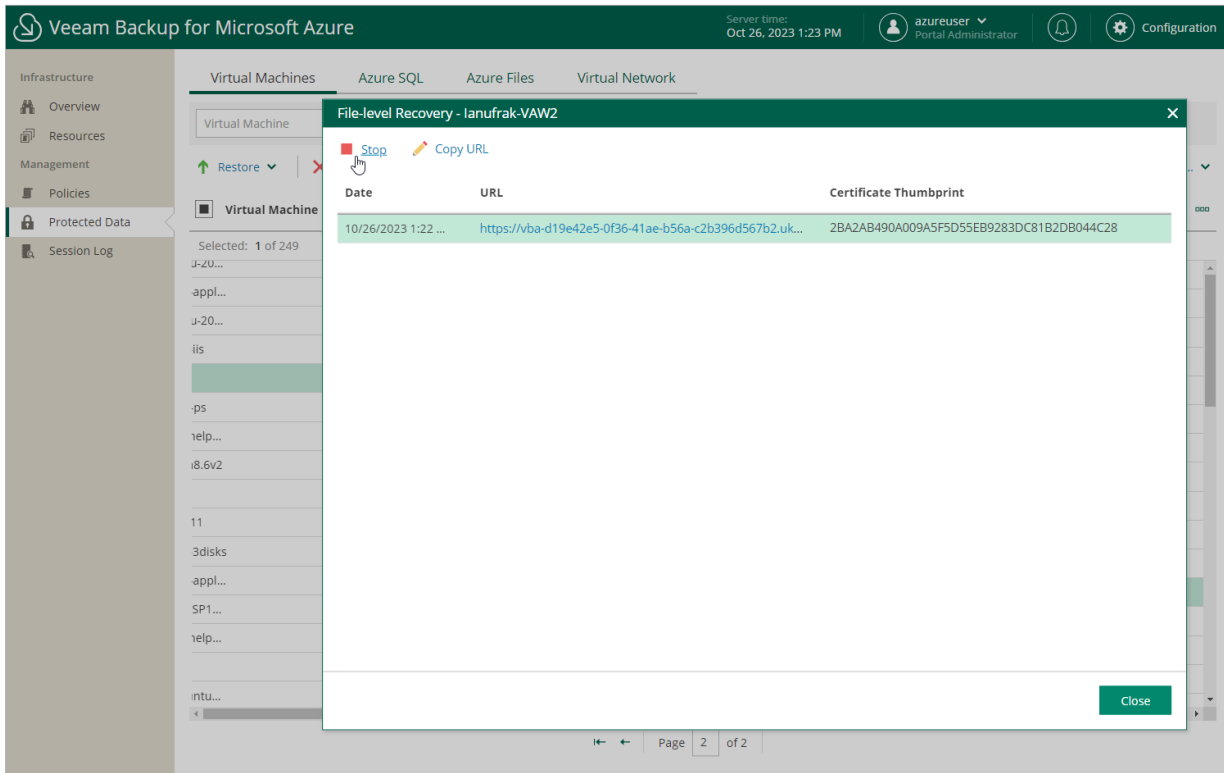 Veeam Backup for Microsoft Azure
Server time:
Oct 26, 2023 1:23 PM
azureuser
Portal Administrator
Configuration
Infrastructure
Overview
Resources
Management
Policies
Protected Data
Session Log
Virtual Machines Azure SQL Azure Files Virtual Network
Virtual Machine
Restore
Virtual Machine
Selected: 1 of 249
u-20...
-appl...
u-20...
iis
-ps
help...
8.6v2
11
3disks
-appl...
SP1...
help...
untu...
File-level Recovery - Ianufrak-VAW2
Stop Copy URL
Date URL Certificate Thumbprint
10/26/2023 1:22 ... https://vba-d19e42e5-0f36-41ae-b56a-c2b396d567b2.uk... 2BA2AB490A009A5F5D55EB9283DC81B2DB044C28
Close
Page 2 of 2